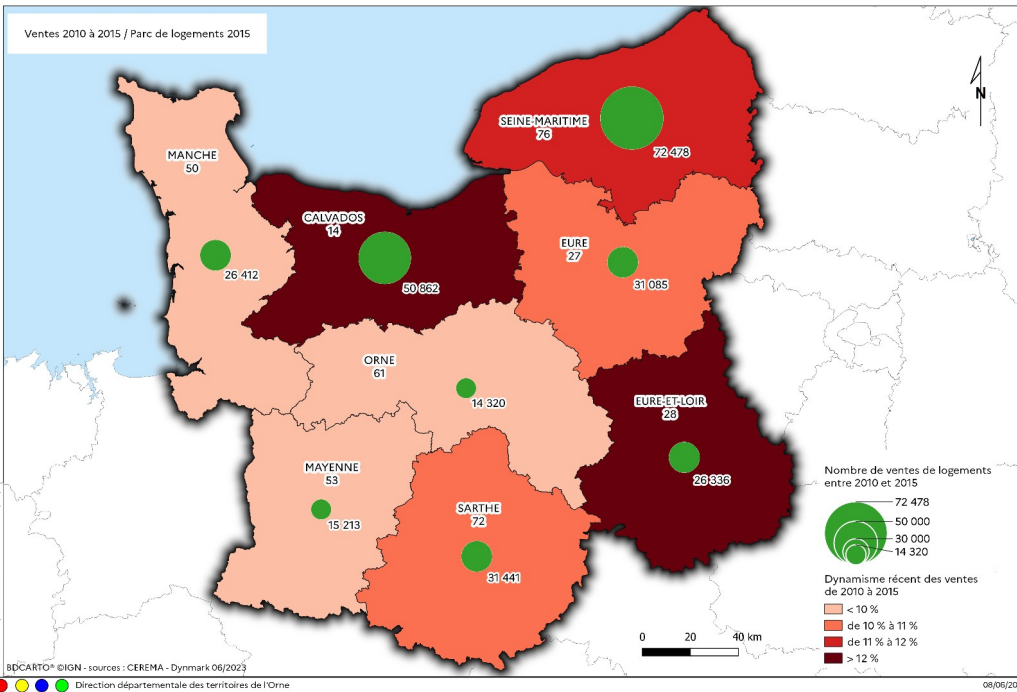 Ventes 2010 à 2015 / Parc de logements 2015
N
SEINE-MARITIME
76
72 478
MANCHE
50
26 412
CALVADOS
14
50 862
EURE
27
31 085
ORNE
61
14 320
EURE-ET-LOIR
28
26 336
MAYENNE
53
15 213
SARTHE
72
31 441
Nombre de ventes de logements
entre 2010 et 2015
72 478
50 000
30 000
14 320
Dynamisme récent des ventes
de 2010 à 2015
< 10 %
de 10 % à 11 %
de 11 % à 12 %
> 12 %
0 20 40 km
BDCARTO® ©IGN - sources : CEREMA - Dynmark 06/2023
Direction départementale des territoires de l'Orne
08/06/20